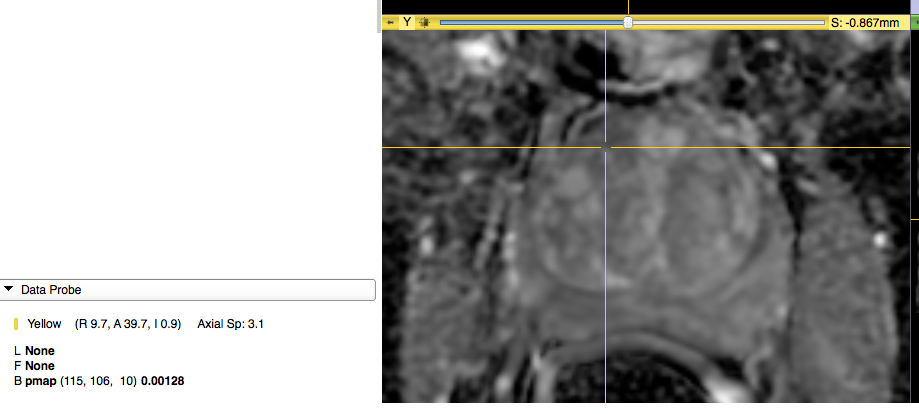 Y S: -0.867mm
Data Probe
Yellow (R 9.7, A 39.7, I 0.9) Axial Sp: 3.1
L None
F None
B pmap (115, 106, 10) 0.00128